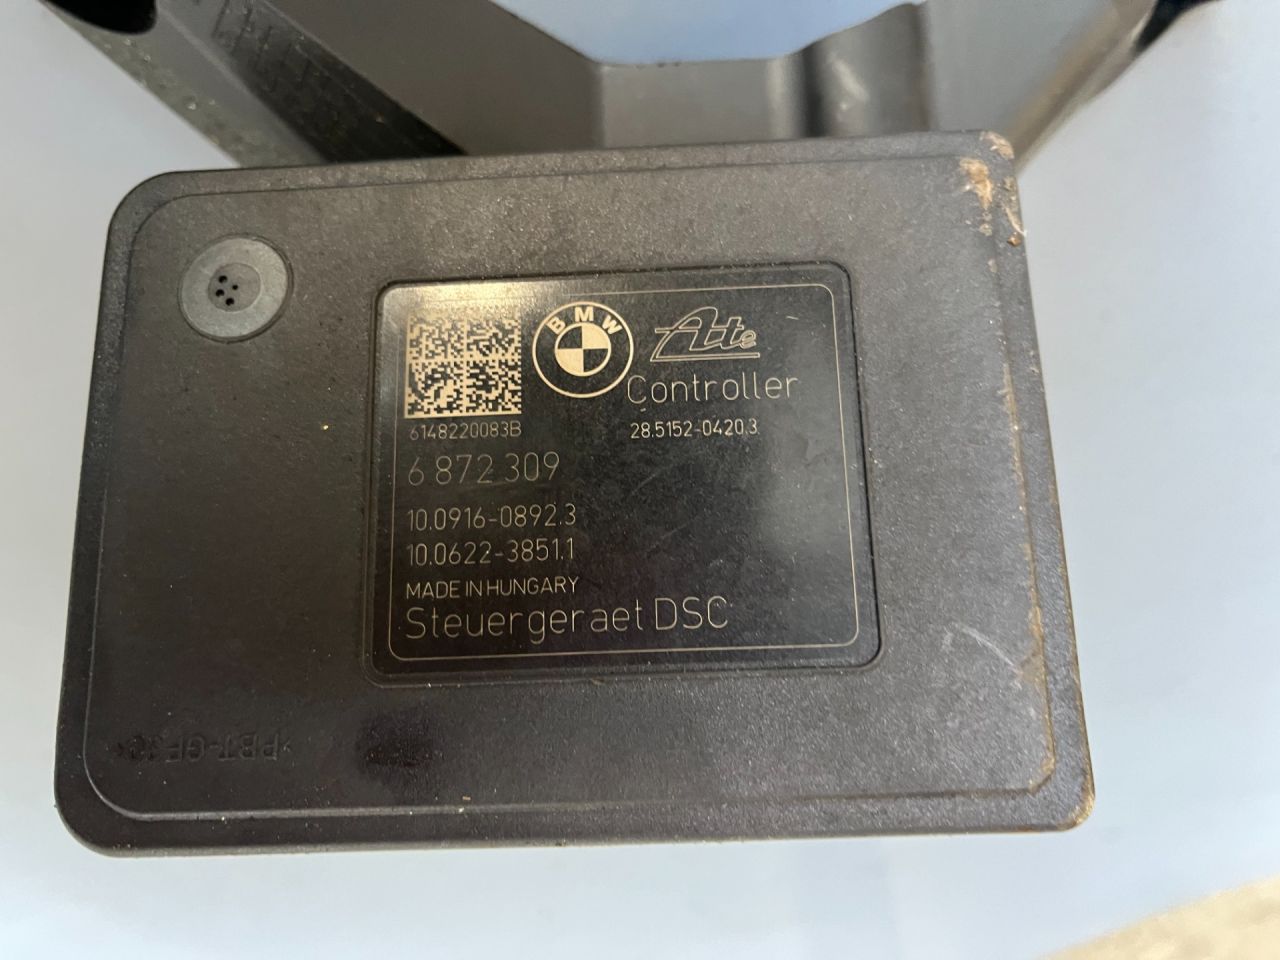 BMW
Ate
Controller
6148220083B
28.5152-0420.3
6 872 309
10.0916-0892.3
10.0622-3851.1
MADE IN HUNGARY
Steuergeraet DSC